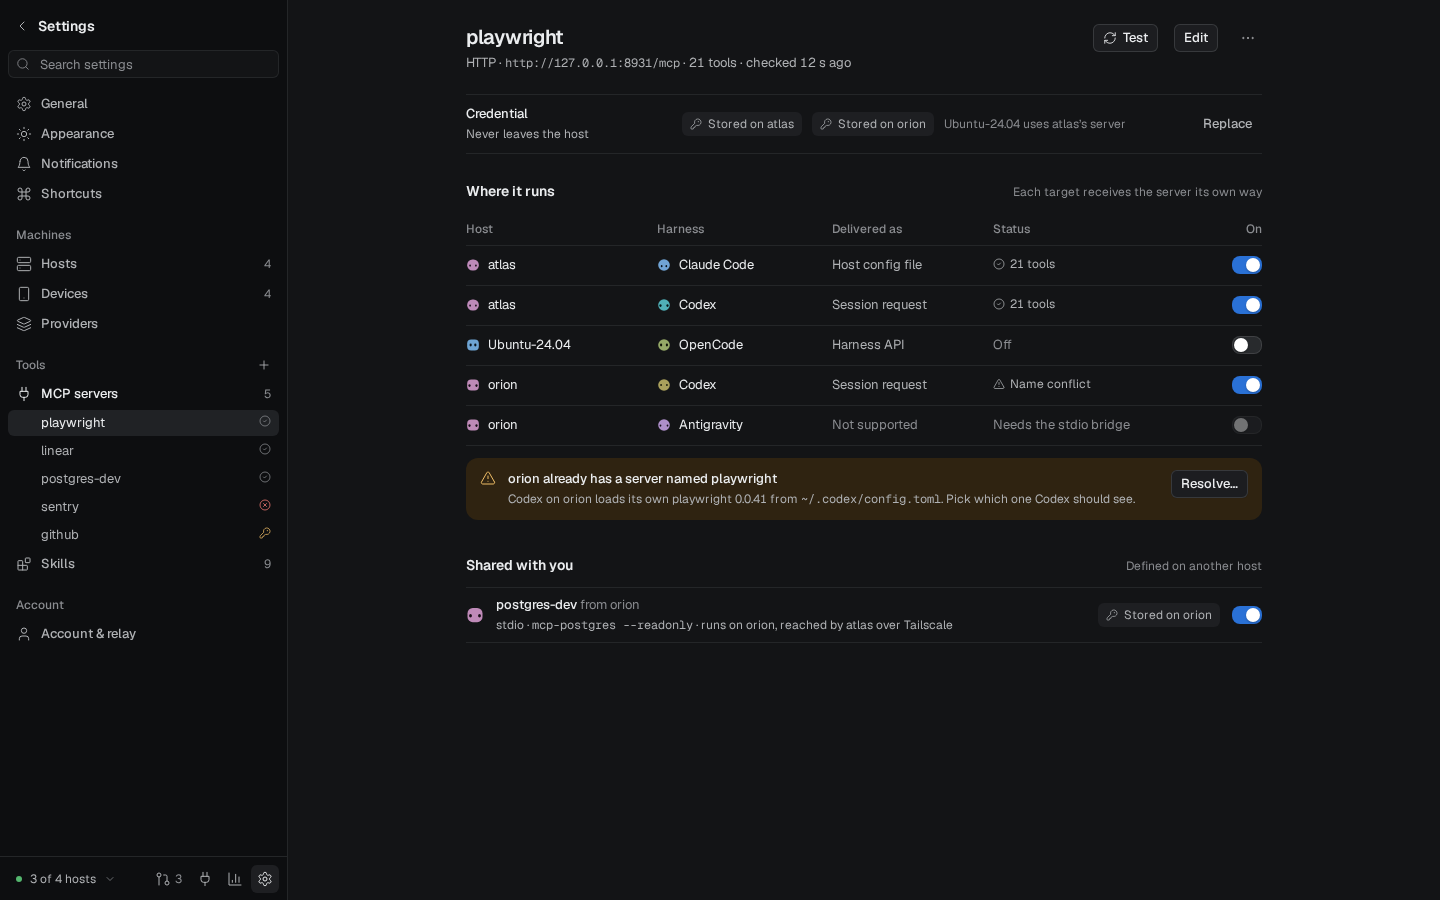 Settings
Search settings
General
Appearance
Notifications
Shortcuts
Machines
Hosts 4
Devices 4
Providers
Tools
MCP servers 5
playwright
linear
postgres-dev
sentry
github
Skills 9
Account
Account & relay
3 of 4 hosts 3
playwright
HTTP · http://127.0.0.1:8931/mcp · 21 tools · checked 12 s ago
Test Edit
Credential
Never leaves the host
Stored on atlas Stored on orion Ubuntu-24.04 uses atlas's server Replace
Where it runs Each target receives the server its own way
Host Harness Delivered as Status On
atlas Claude Code Host config file 21 tools
atlas Codex Session request 21 tools
Ubuntu-24.04 OpenCode Harness API Off
orion Codex Session request Name conflict
orion Antigravity Not supported Needs the stdio bridge
orion already has a server named playwright
Codex on orion loads its own playwright 0.0.41 from ~/.codex/config.toml. Pick which one Codex should see.
Resolve...
Shared with you Defined on another host
postgres-dev from orion
stdio · mcp-postgres --readonly · runs on orion, reached by atlas over Tailscale
Stored on orion